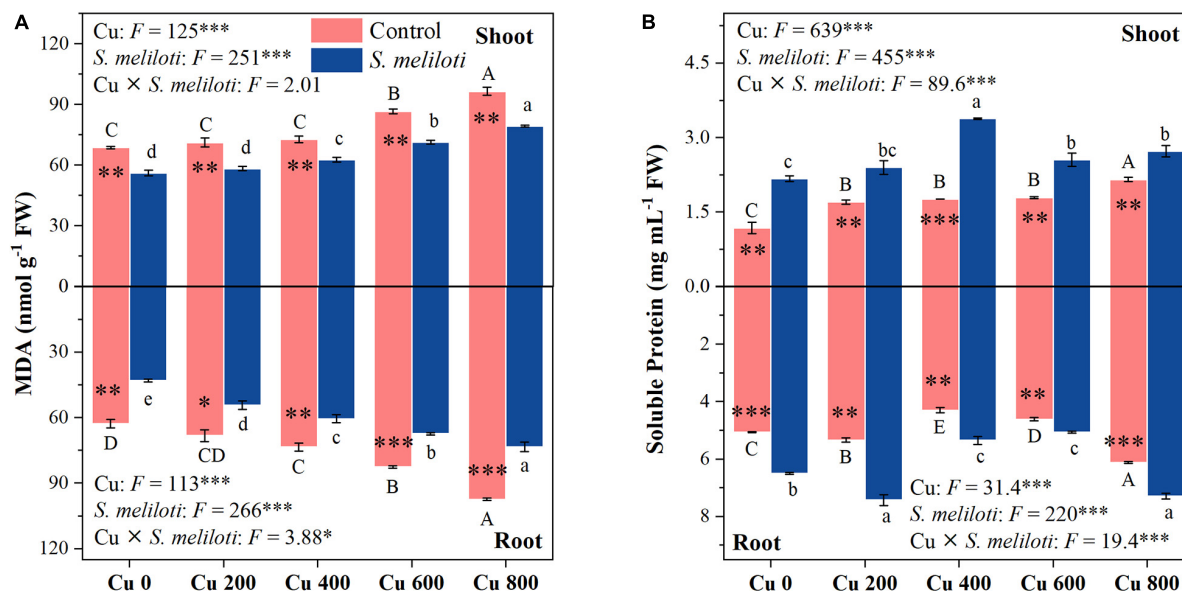 A
Cu: F = 125***
S. meliloti: F = 251***
Cu × S. meliloti: F = 2.01
Control
S. meliloti
Shoot
MDA (nmol g-1 FW)
120
90
60
30
0
30
60
90
120
C d C d C c B b A a
** ** ** ** **
** * ** *** ***
D e CD d C c B b A a
Cu: F = 113***
S. meliloti: F = 266***
Cu × S. meliloti: F = 3.88*
Root
Cu 0 Cu 200 Cu 400 Cu 600 Cu 800
B
Cu: F = 639***
S. meliloti: F = 455***
Cu × S. meliloti: F = 89.6***
Shoot
Soluble Protein (mg mL-1 FW)
4.5
3.0
1.5
0.0
2
4
6
8
C c B bc B a B b A b
** ** *** ** **
*** ** ** ** ***
C b B a E c D c A a
Cu: F = 31.4***
S. meliloti: F = 220***
Cu × S. meliloti: F = 19.4***
Root
Cu 0 Cu 200 Cu 400 Cu 600 Cu 800